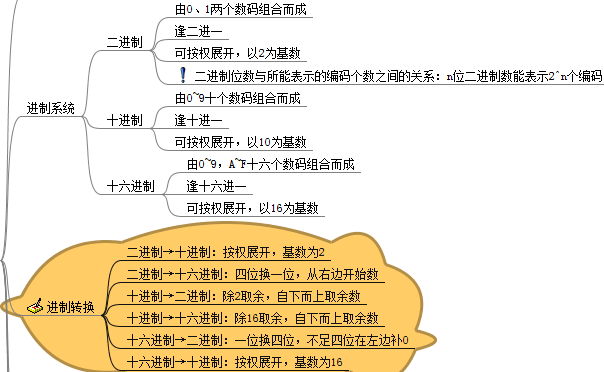 进制系统
二进制
由0、1两个数码组合而成
逢二进一
可按权展开，以2为基数
二进制位数与所能表示的编码个数之间的关系：n位二进制数能表示2^n个编码
十进制
由0~9十个数码组合而成
逢十进一
可按权展开，以10为基数
十六进制
由0~9，A~F十六个数码组合而成
逢十六进一
可按权展开，以16为基数
进制转换
二进制→十进制：按权展开，基数为2
二进制→十六进制：四位换一位，从右边开始数
十进制→二进制：除2取余，自下而上取余数
十进制→十六进制：除16取余，自下而上取余数
十六进制→二进制：一位换四位，不足四位在左边补0
十六进制→十进制：按权展开，基数为16